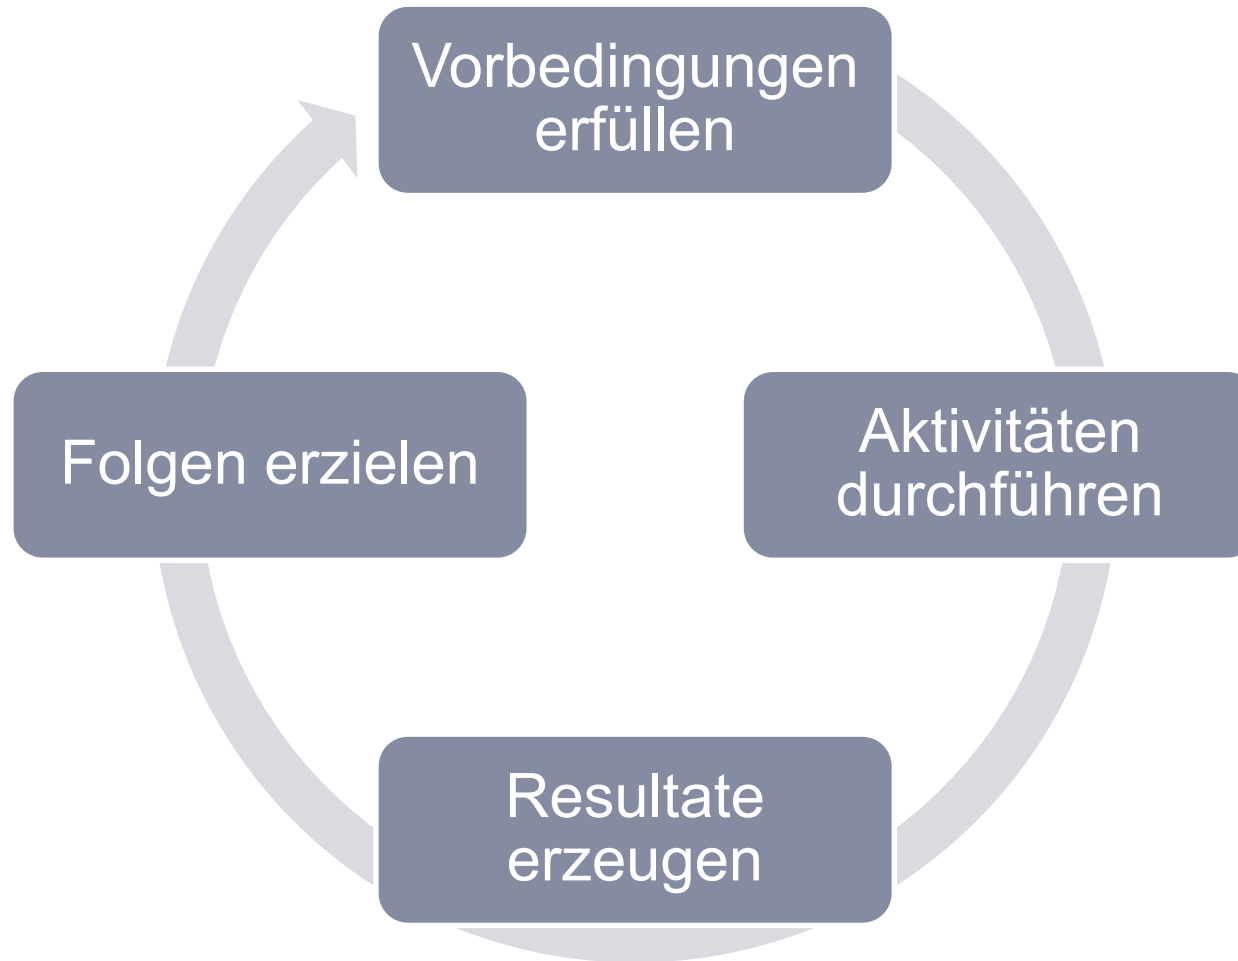 Vorbedingungen
erfüllen
Aktivitäten
durchführen
Resultate
erzeugen
Folgen erzielen